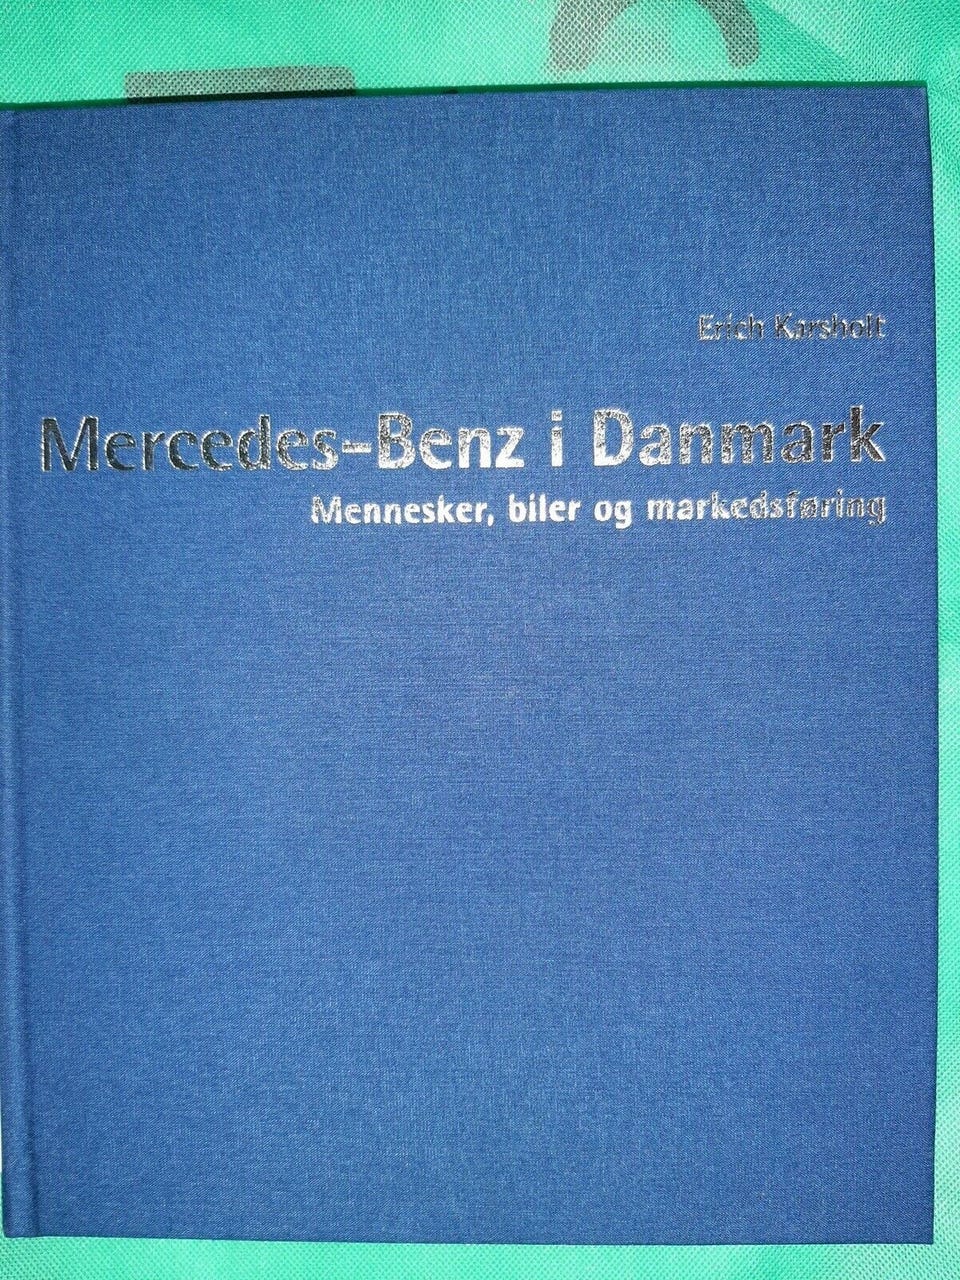 Erich Karsholt
Mercedes-Benz i Danmark
Mennesker, biler og markedsføring